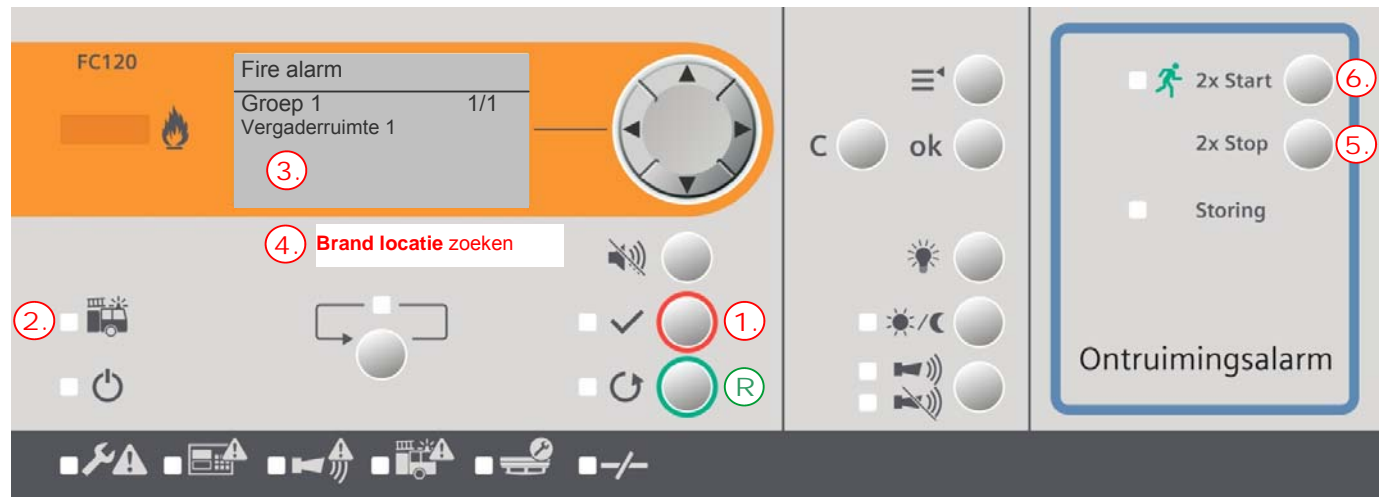 FC120
Fire alarm
Groep 1 1/1
Vergaderruimte 1
3.
4. Brand locatie zoeken
2.
1.
R
C ok
2x Start 6.
2x Stop 5.
Storing
Ontruimingsalarm